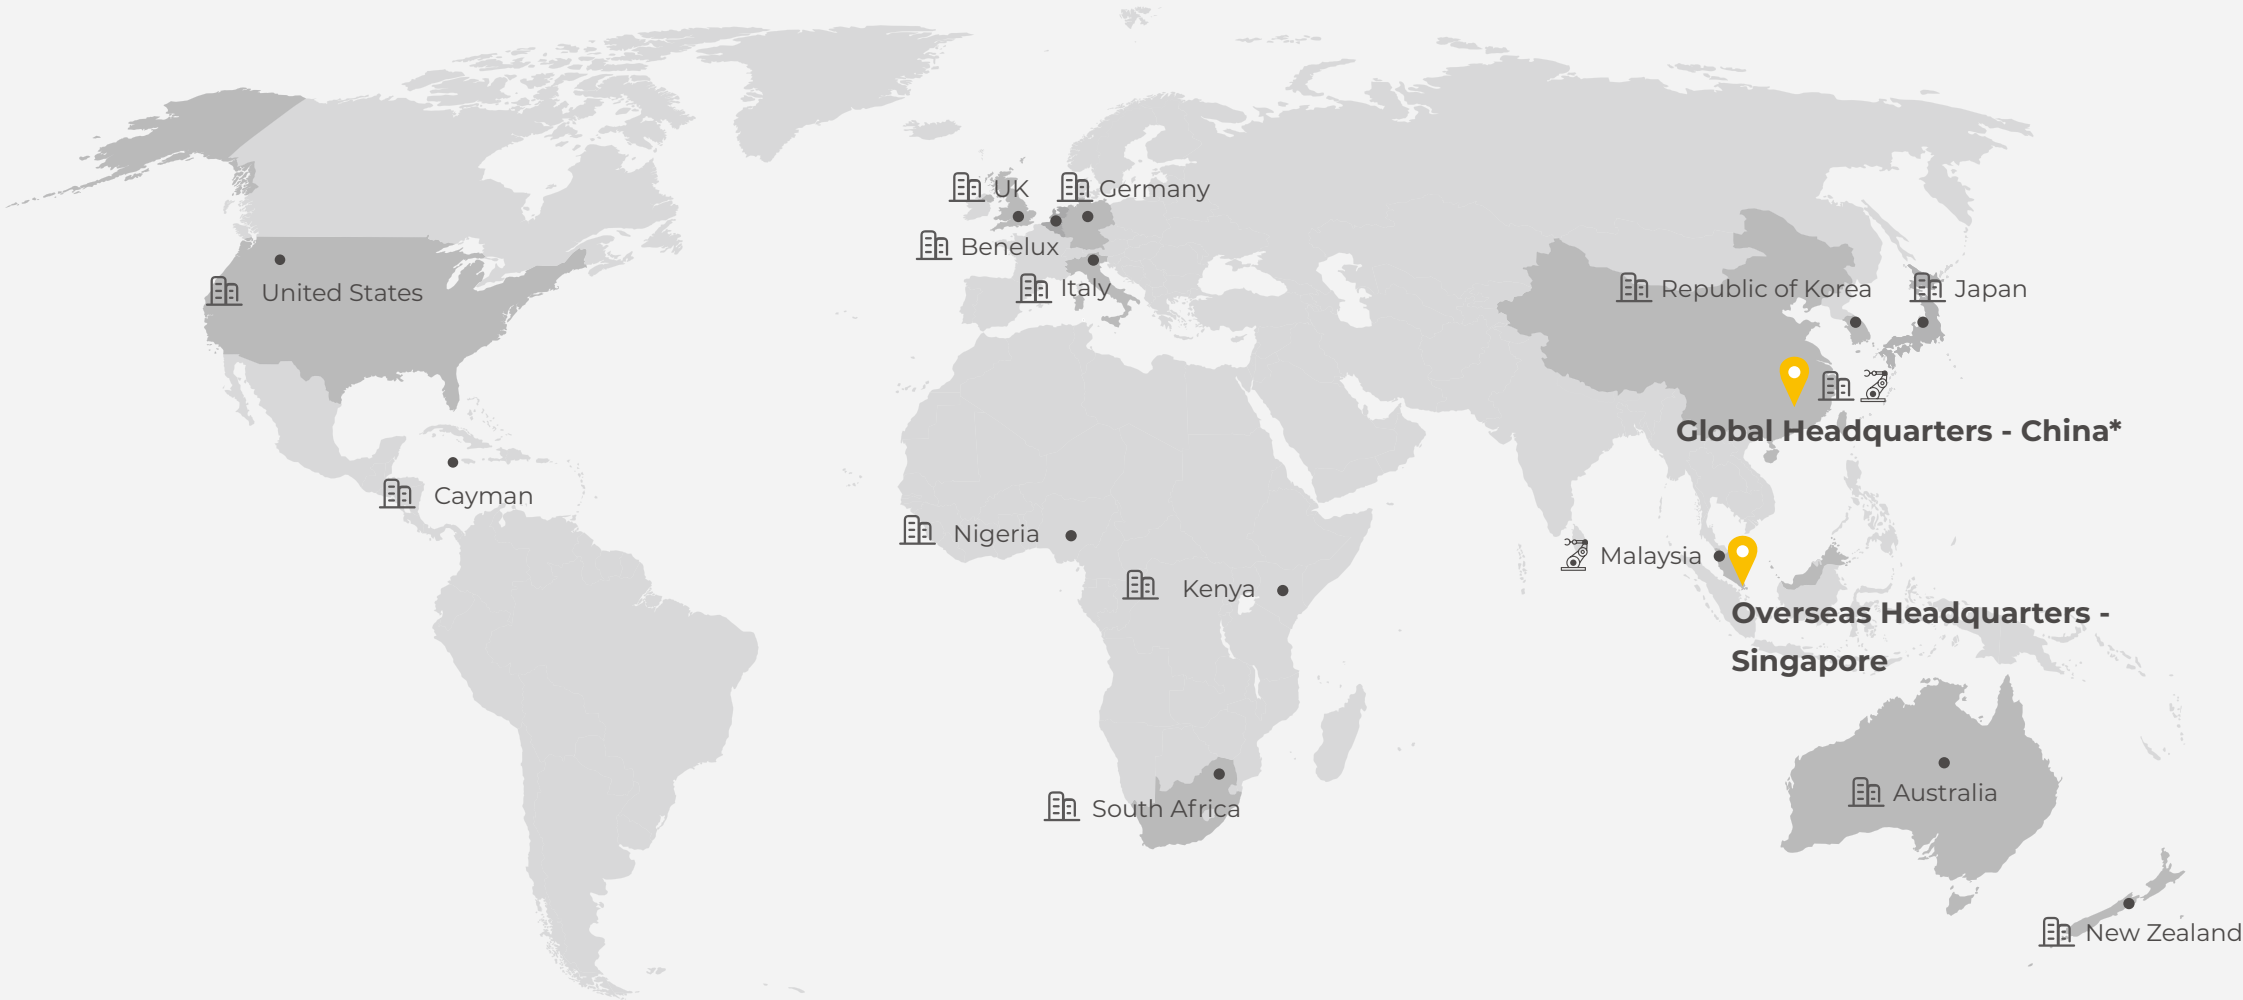 UK
Germany
Benelux
Italy
United States
Republic of Korea
Japan
Global Headquarters - China*
Cayman
Nigeria
Malaysia
Kenya
Overseas Headquarters -
Singapore
South Africa
Australia
New Zealand